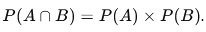 P(A ∩ B) = P(A) × P(B).